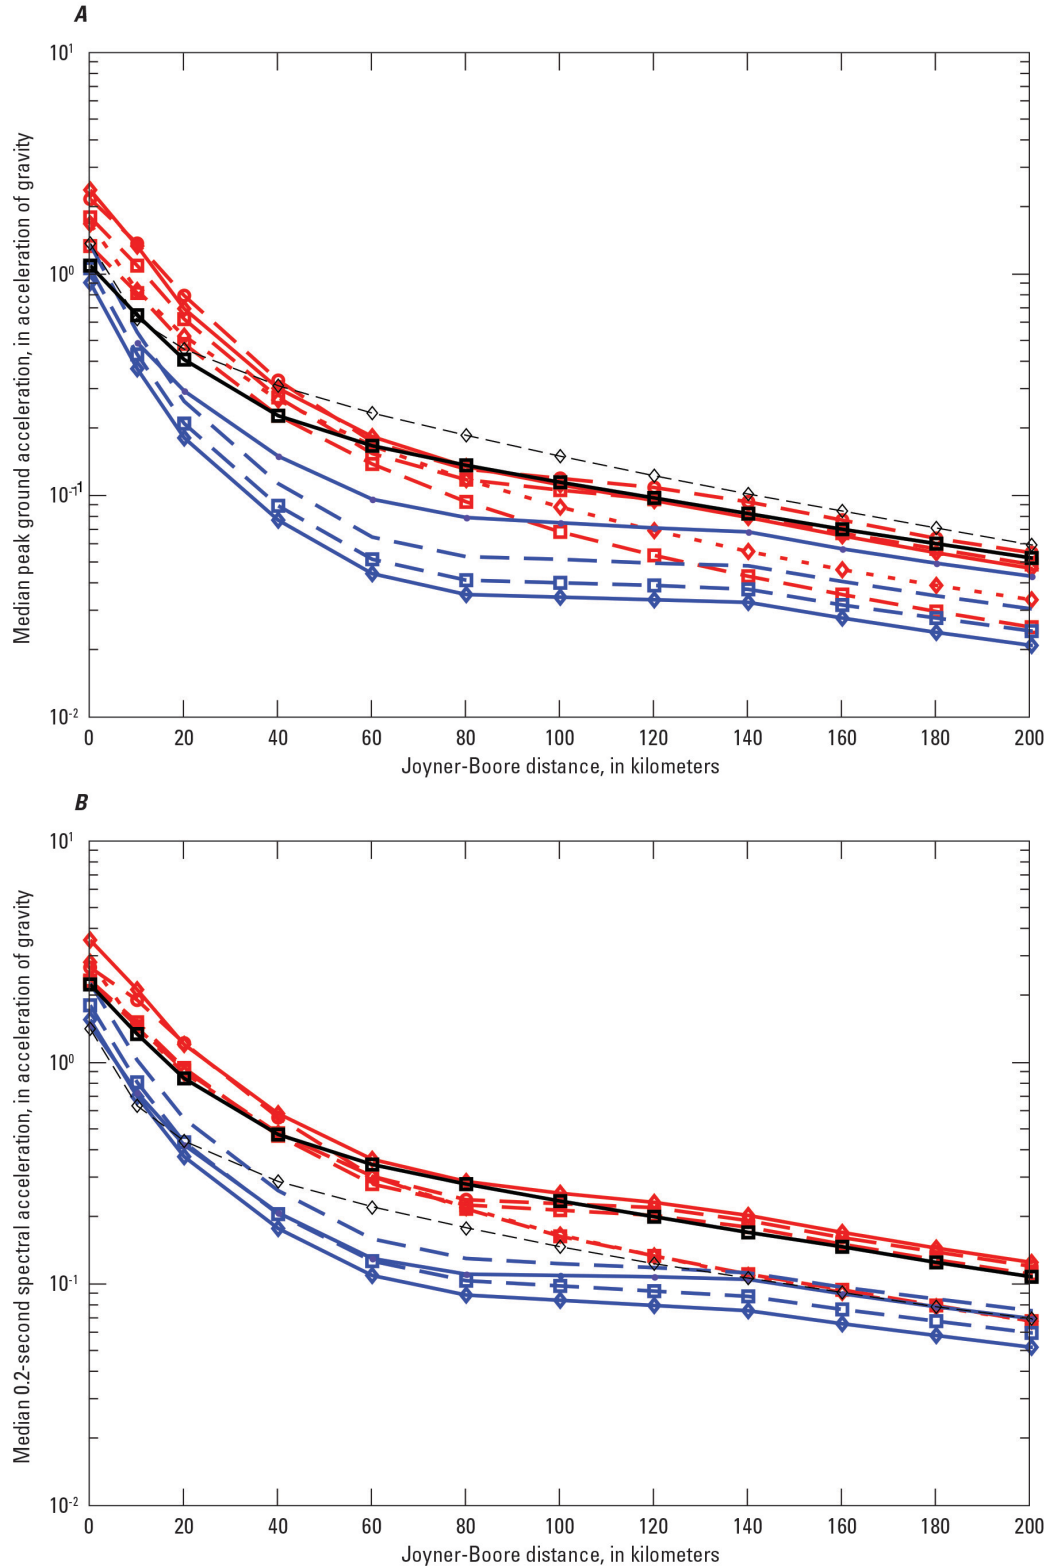 A
10¹
10⁰
10⁻¹
10⁻²
Median peak ground acceleration, in acceleration of gravity
0 20 40 60 80 100 120 140 160 180 200
Joyner-Boore distance, in kilometers
B
10¹
10⁰
10⁻¹
10⁻²
Median 0.2-second spectral acceleration, in acceleration of gravity
0 20 40 60 80 100 120 140 160 180 200
Joyner-Boore distance, in kilometers